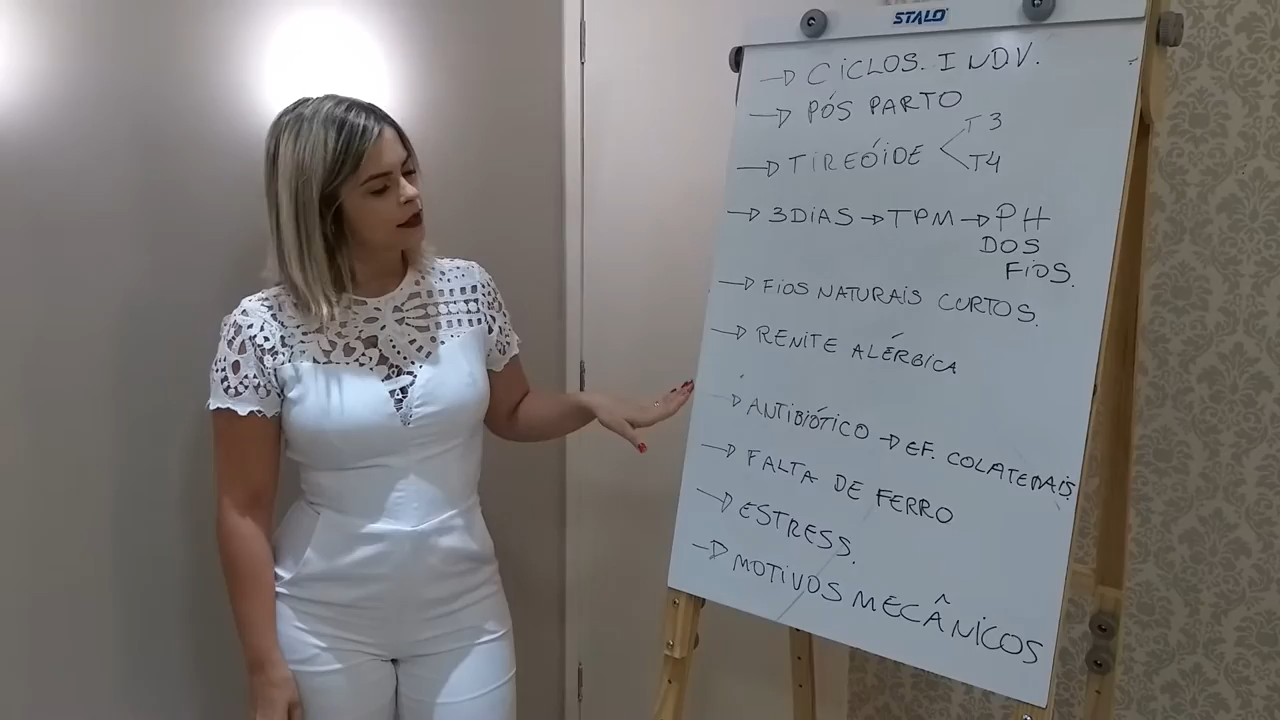 STALO
→ CICLOS. INDV.
→ PÓS PARTO
→ TIREÓIDE < T3
T4
→ 3DIAS → TPM → PH
DOS
FIOS.
→ FIOS NATURAIS CURTOS.
→ RENITE ALÉRGICA
→ ANTIBIÓTICO → EF. COLATERAIS
→ FALTA DE FERRO
→ ESTRESS.
→ MOTIVOS MECÂNICOS